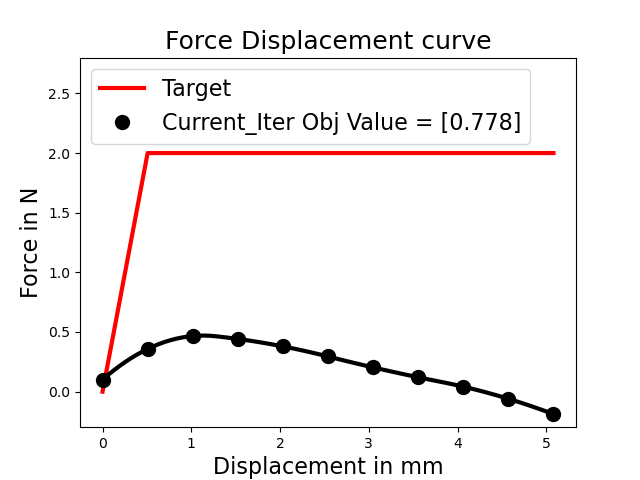 Force Displacement curve
Target
Current_Iter Obj Value = [0.778]
Force in N
2.5
2.0
1.5
1.0
0.5
0.0
0 1 2 3 4 5
Displacement in mm